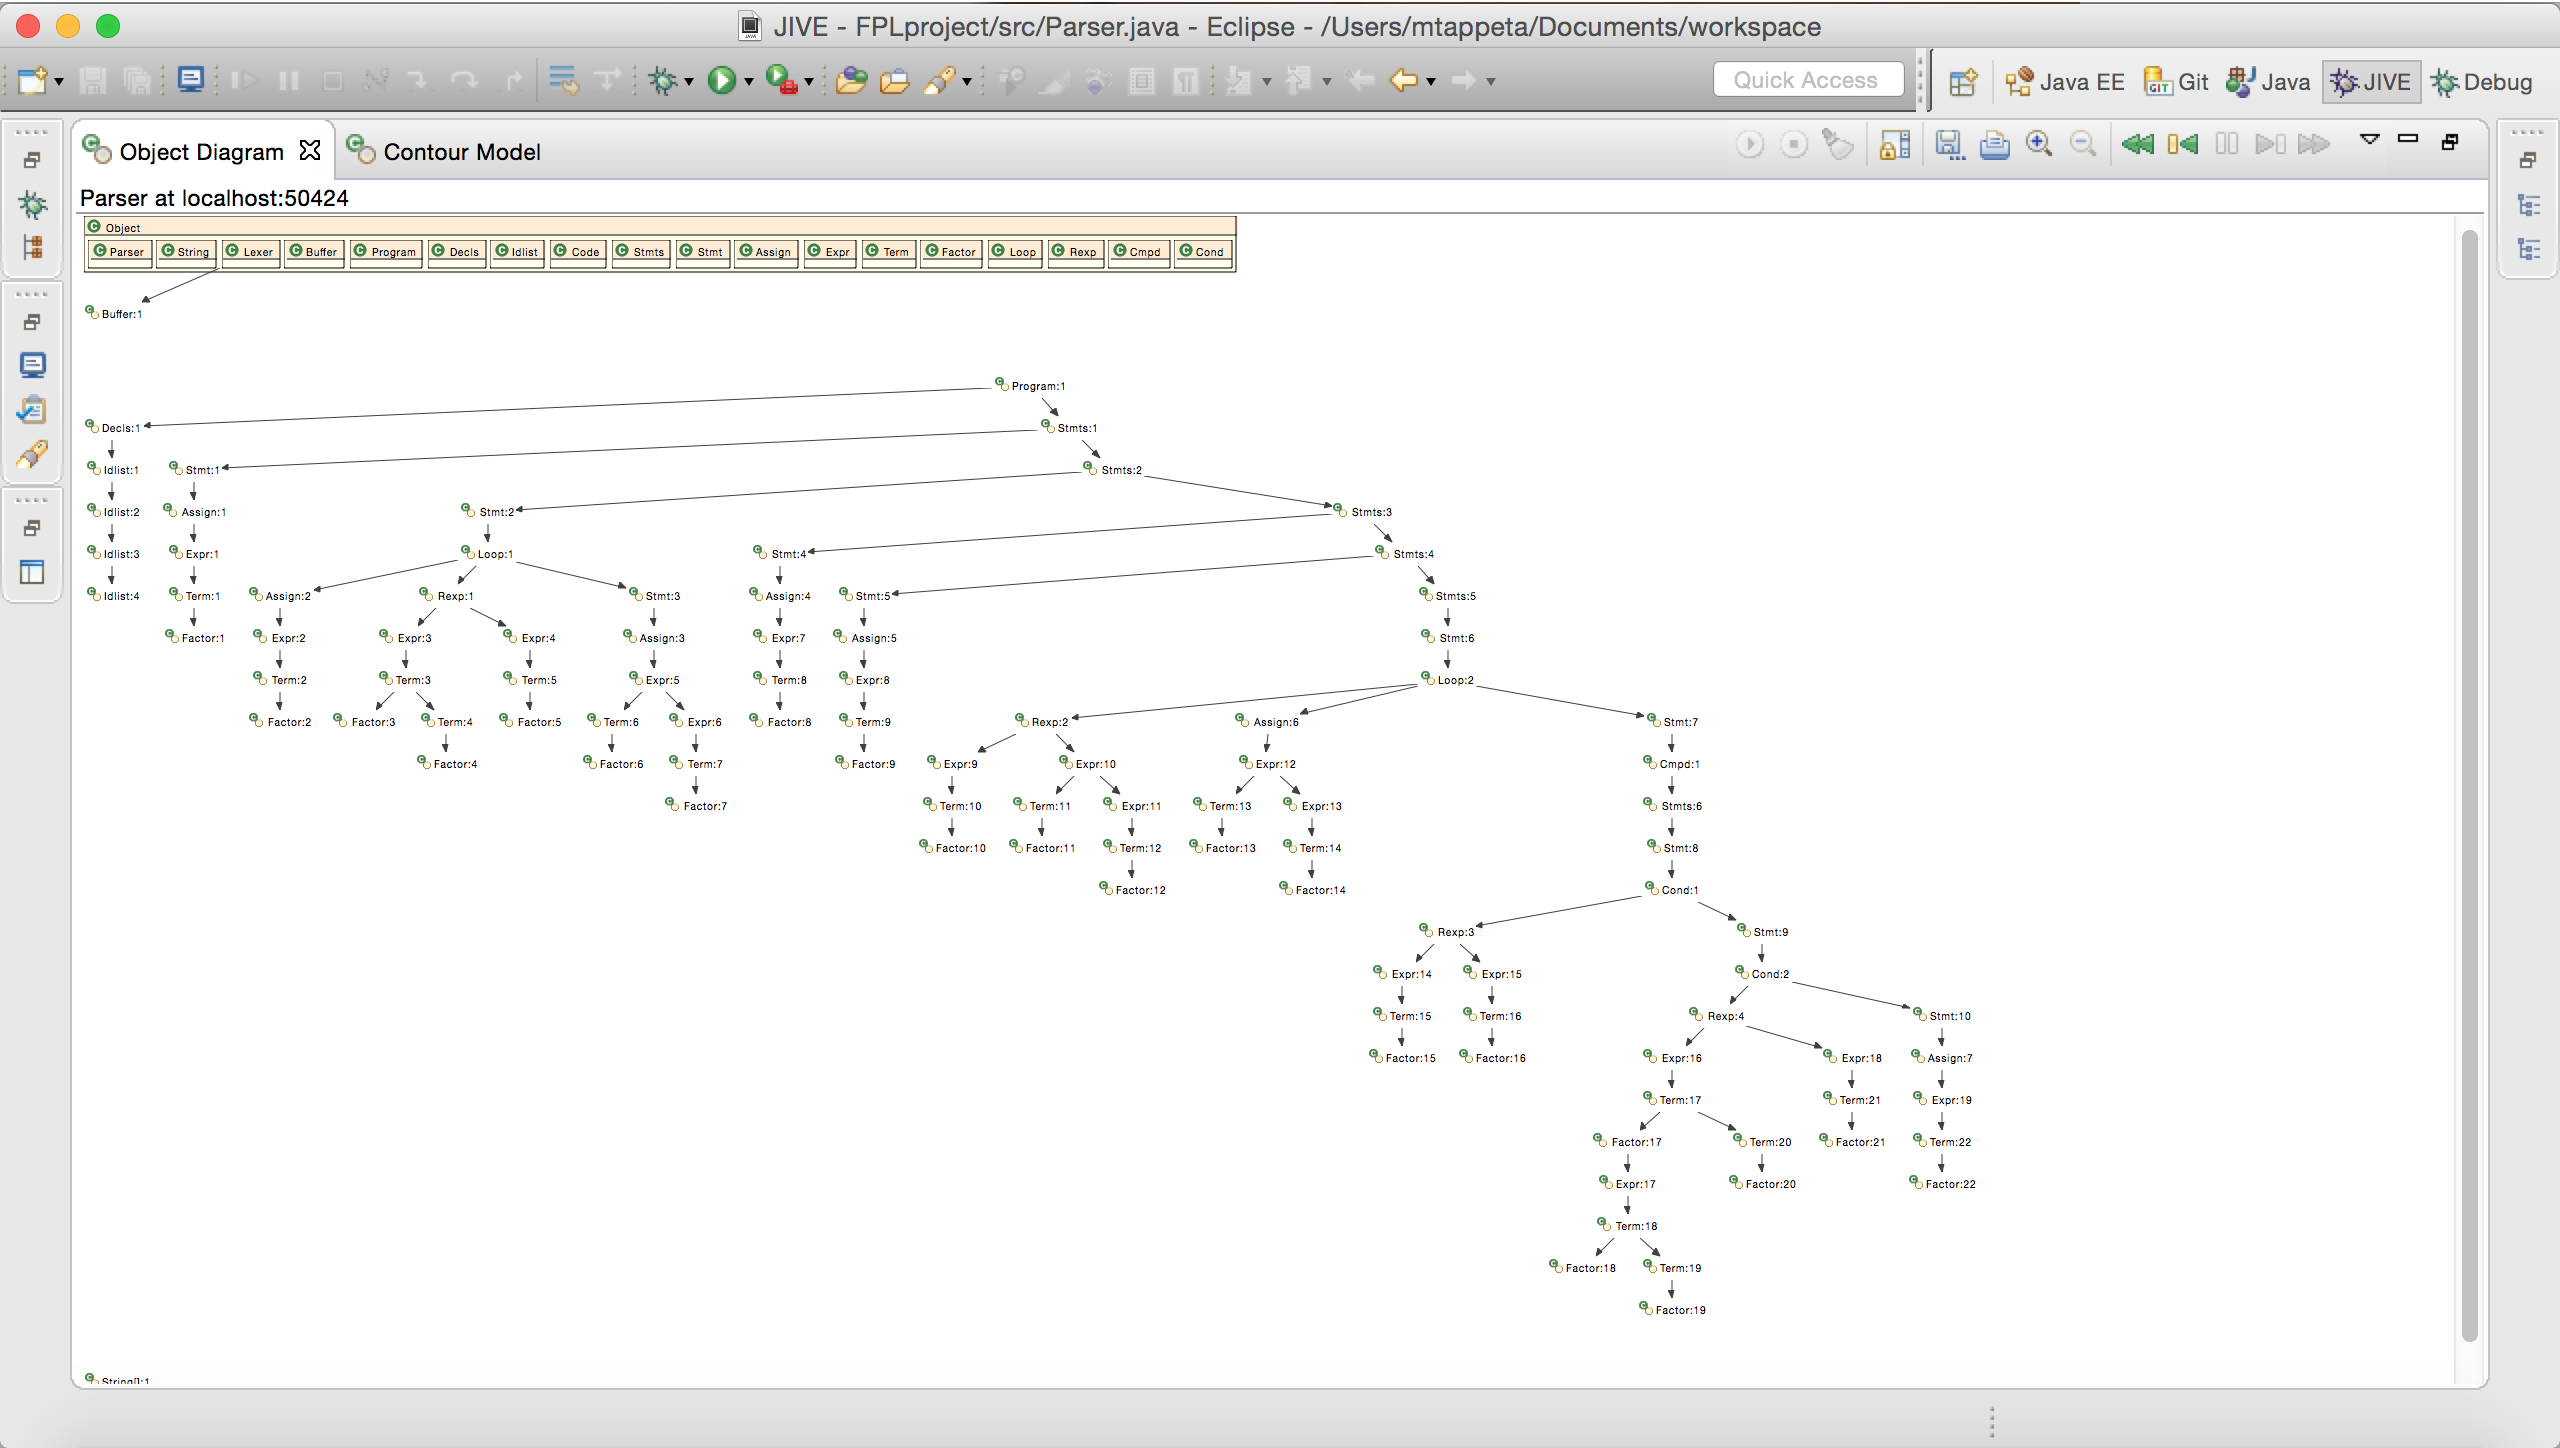 JIVE - FPLproject/src/Parser.java - Eclipse - /Users/mtappeta/Documents/workspace
Quick Access Java EE Git Java JIVE Debug
Object Diagram Contour Model
Parser at localhost:50424
Object
Parser String Lexer Buffer Program Decls Idlist Code Stmts Stmt Assign Expr Term Factor Loop Rexp Cmpd Cond
Buffer:1
Program:1
Decls:1 Stmts:1
Idlist:1 Stmt:1 Stmts:2
Idlist:2 Assign:1 Stmt:2 Stmts:3
Idlist:3 Expr:1 Loop:1 Stmt:4 Stmts:4
Idlist:4 Term:1 Assign:2 Rexp:1 Stmt:3 Assign:4 Stmt:5 Stmts:5
Factor:1 Expr:2 Expr:3 Expr:4 Assign:3 Expr:7 Assign:5 Stmt:6
Term:2 Term:3 Term:5 Expr:5 Term:8 Expr:8 Loop:2
Factor:2 Factor:3 Term:4 Factor:5 Term:6 Expr:6 Factor:8 Term:9 Rexp:2 Assign:6 Stmt:7
Factor:4 Factor:6 Term:7 Factor:9 Expr:9 Expr:10 Expr:12 Cmpd:1
Factor:7 Term:10 Term:11 Expr:11 Term:13 Expr:13 Stmts:6
Factor:10 Factor:11 Term:12 Factor:13 Term:14 Stmt:8
Factor:12 Factor:14 Cond:1
Rexp:3 Stmt:9
Expr:14 Expr:15 Cond:2
Term:15 Term:16 Rexp:4 Stmt:10
Factor:15 Factor:16 Expr:16 Expr:18 Assign:7
Term:17 Term:21 Expr:19
Factor:17 Term:20 Factor:21 Term:22
Expr:17 Factor:20 Factor:22
Term:18
Factor:18 Term:19
Factor:19
String[]:1